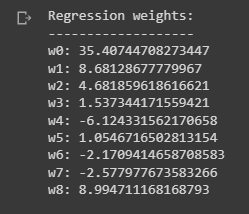 Regression weights:
-------------------
w0: 35.40744708273447
w1: 8.68128677779967
w2: 4.681859618616621
w3: 1.537344171559421
w4: -6.124331562170658
w5: 1.0546716502813154
w6: -2.1709414658708583
w7: -2.577977673583266
w8: 8.994711168168793